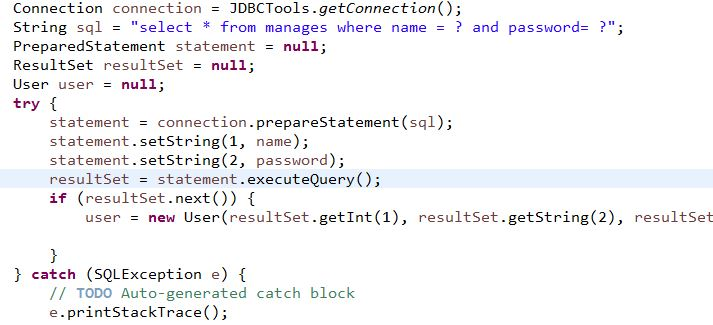 Connection connection = JDBCTools.getConnection();
String sql = "select * from manages where name = ? and password= ?";
PreparedStatement statement = null;
ResultSet resultSet = null;
User user = null;
try {
    statement = connection.prepareStatement(sql);
    statement.setString(1, name);
    statement.setString(2, password);
    resultSet = statement.executeQuery();
    if (resultSet.next()) {
        user = new User(resultSet.getInt(1), resultSet.getString(2), resultSet
    }
} catch (SQLException e) {
    // TODO Auto-generated catch block
    e.printStackTrace();